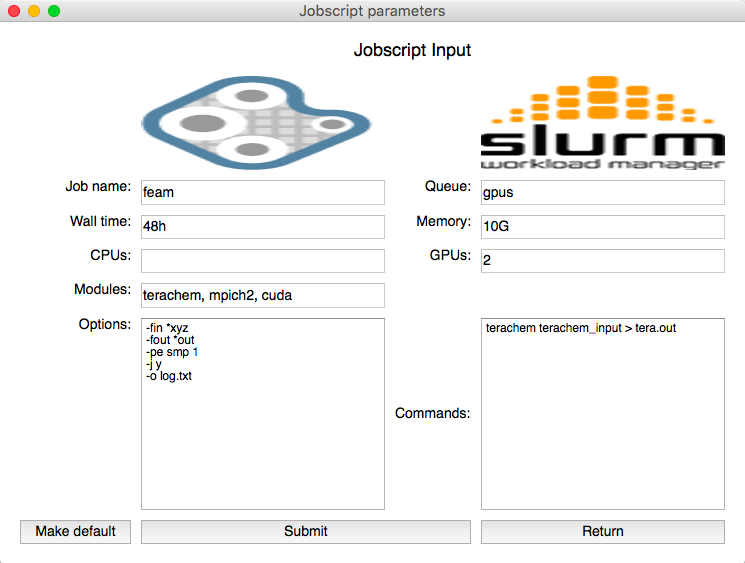 Jobscript parameters
Jobscript Input
slurm
workload manager
Job name: feam Queue: gpus
Wall time: 48h Memory: 10G
CPUs: GPUs: 2
Modules: terachem, mpich2, cuda
Options:
-fin *xyz
-fout *out
-pe smp 1
-j y
-o log.txt
Commands:
terachem terachem_input > tera.out
Make default Submit Return